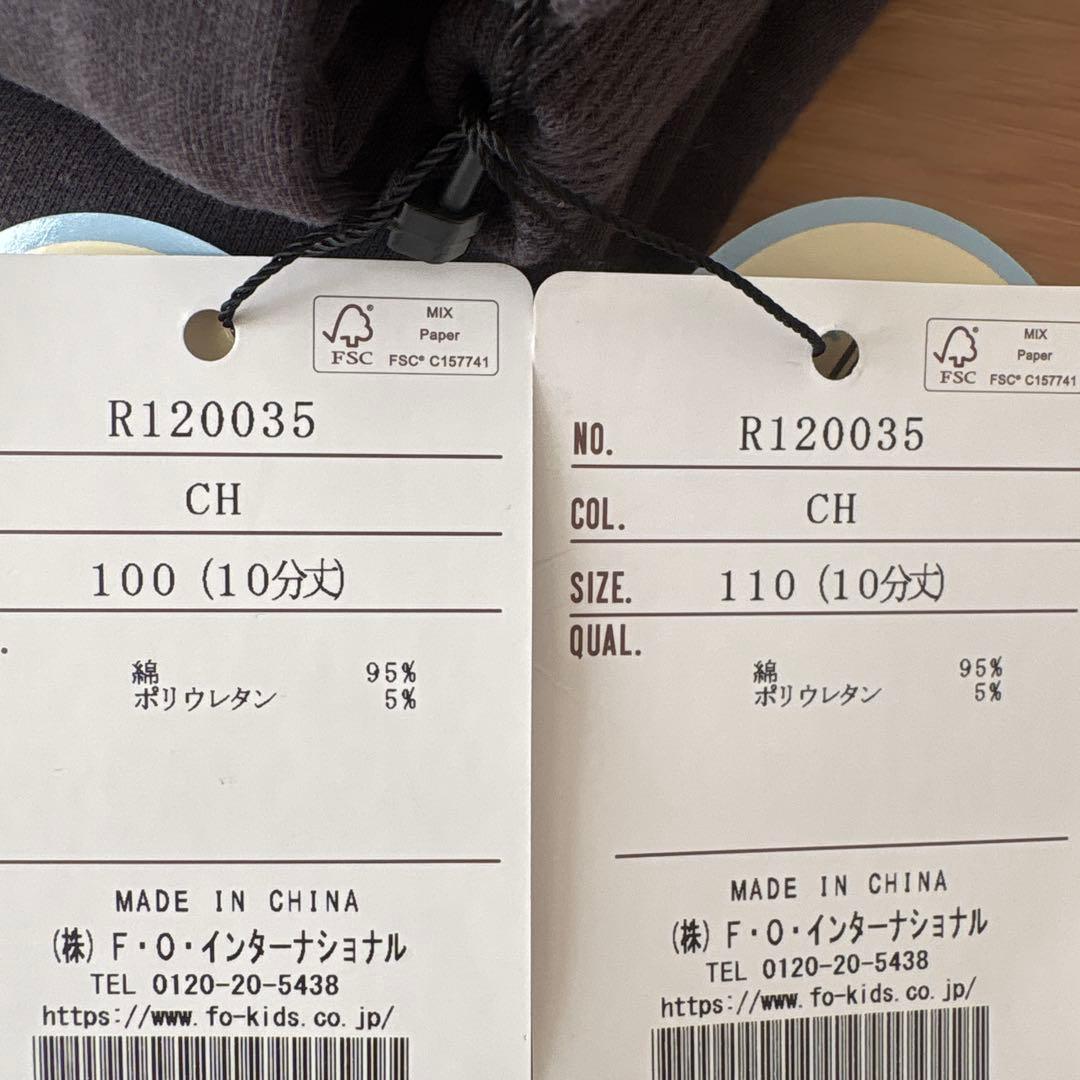 FSC®
MIX
Paper
FSC® C157741
R120035
CH
100 (10分丈)
綿 95%
ポリウレタン 5%
MADE IN CHINA
(株) F・O・インターナショナル
TEL 0120-20-5438
https://www.fo-kids.co.jp/
FSC
MIX
Paper
FSC® C157741
NO. R120035
COL. CH
SIZE. 110 (10分丈)
QUAL.
綿 95%
ポリウレタン 5%
MADE IN CHINA
(株) F・O・インターナショナル
TEL 0120-20-5438
https://www.fo-kids.co.jp/